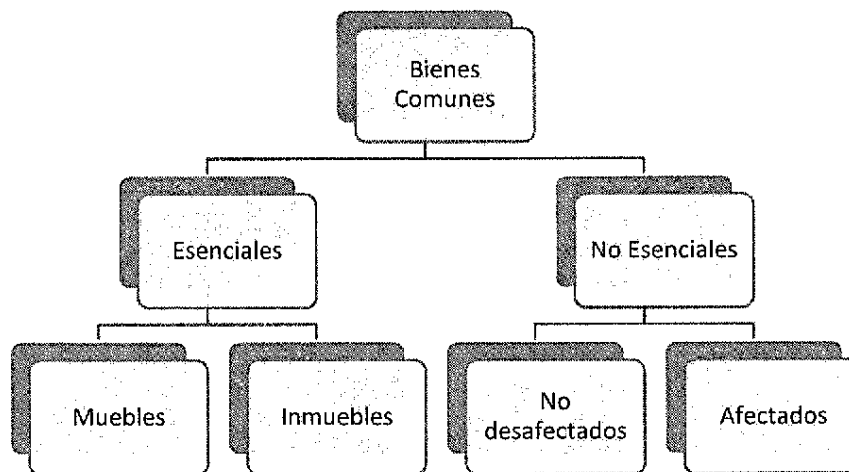 Bienes
Comunes
Esenciales
No Esenciales
Muebles
Inmuebles
No
desafectados
Afectados